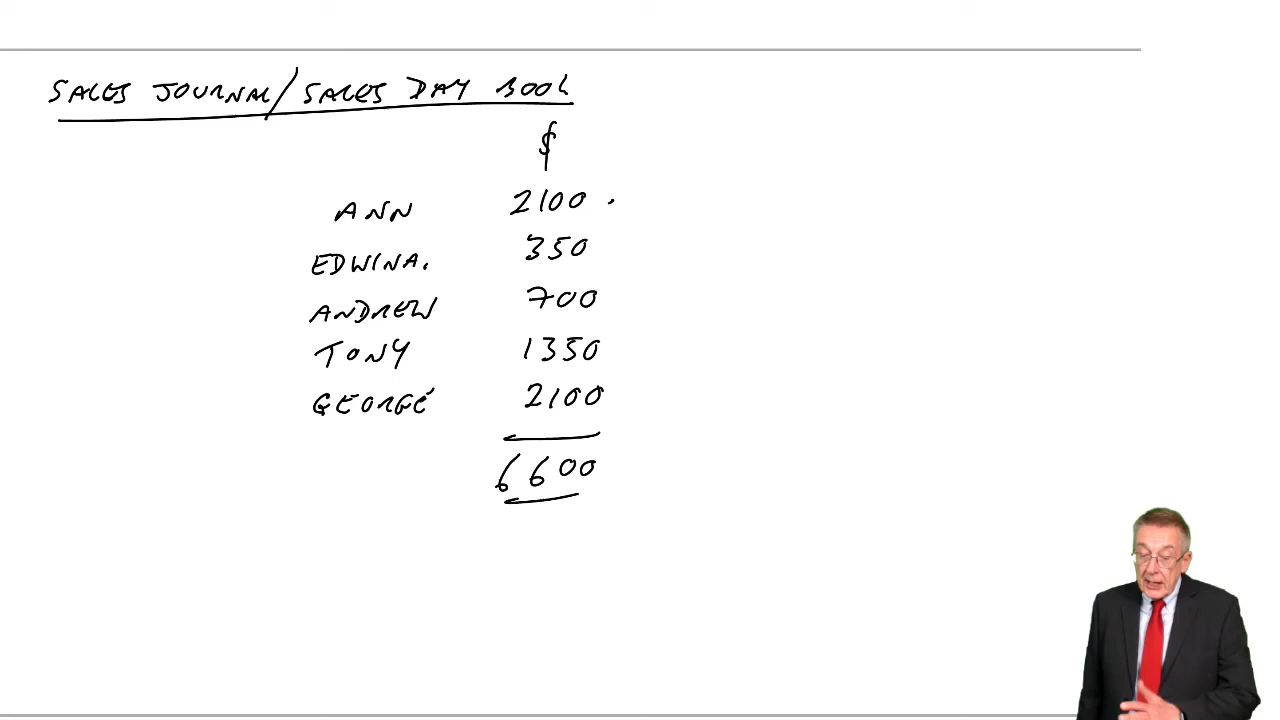 SALES JOURNAL/SALES DAY BOOK
$
ANN 2100
EDWINA. 350
ANDREW 700
TONY 1350
GEORGE 2100
6600